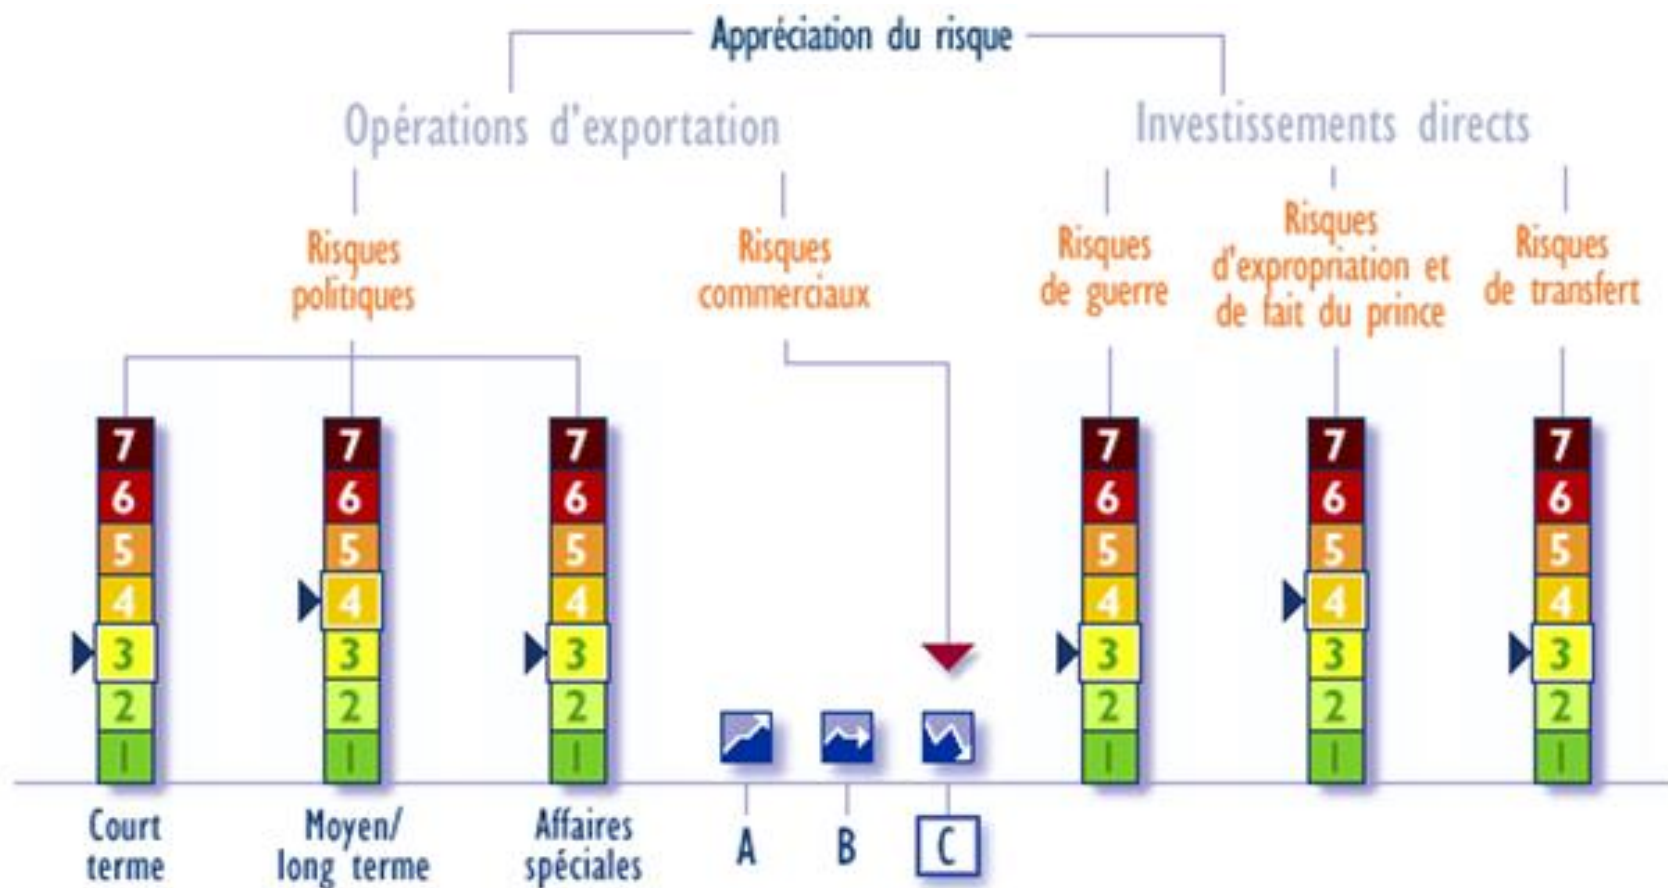 Appréciation du risque
Opérations d'exportation
Investissements directs
Risques
politiques
Risques
commerciaux
Risques
de guerre
Risques
d'expropriation et
de fait du prince
Risques
de transfert
7 7 7 7 7 7
6 6 6 6 6 6
5 5 5 5 5 5
4 4 4 4 4 4
3 3 3 3 3 3
2 2 2 2 2 2
1 1 1 1 1 1
Court
terme
Moyen/
long terme
Affaires
spéciales
A B C